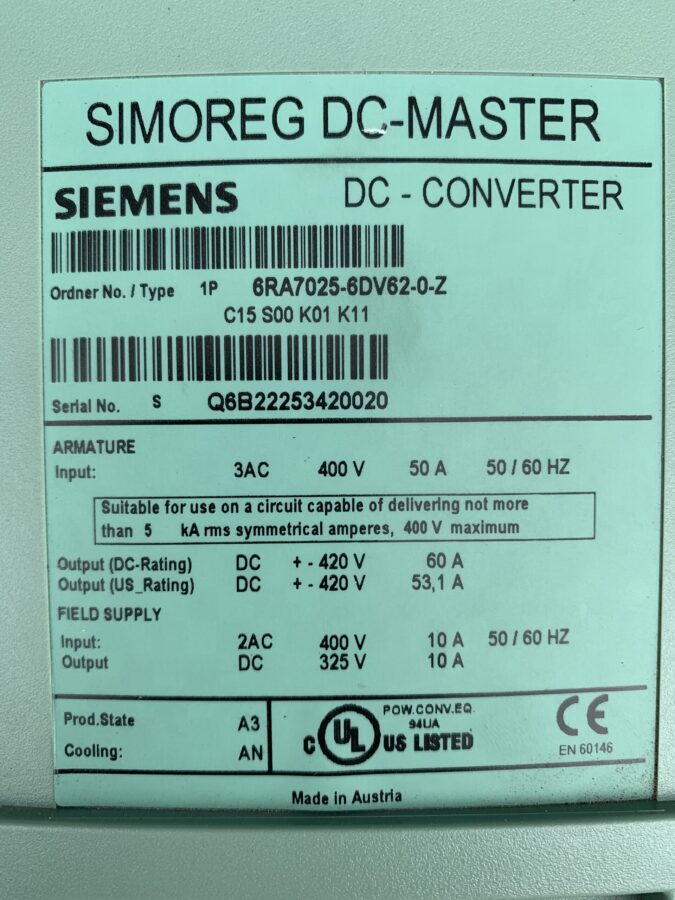 SIMOREG DC-MASTER
SIEMENS DC - CONVERTER
Ordner No. / Type 1P 6RA7025-6DV62-0-Z
C15 S00 K01 K11
Serial No. S Q6B22253420020
ARMATURE
Input: 3AC 400 V 50 A 50 / 60 HZ
Suitable for use on a circuit capable of delivering not more
than 5 kA rms symmetrical amperes, 400 V maximum
Output (DC-Rating) DC + - 420 V 60 A
Output (US_Rating) DC + - 420 V 53,1 A
FIELD SUPPLY
Input: 2AC 400 V 10 A 50 / 60 HZ
Output DC 325 V 10 A
Prod.State A3
Cooling: AN
POW.CONV.EQ.
94UA
C UL US LISTED
CE
EN 60146
Made in Austria